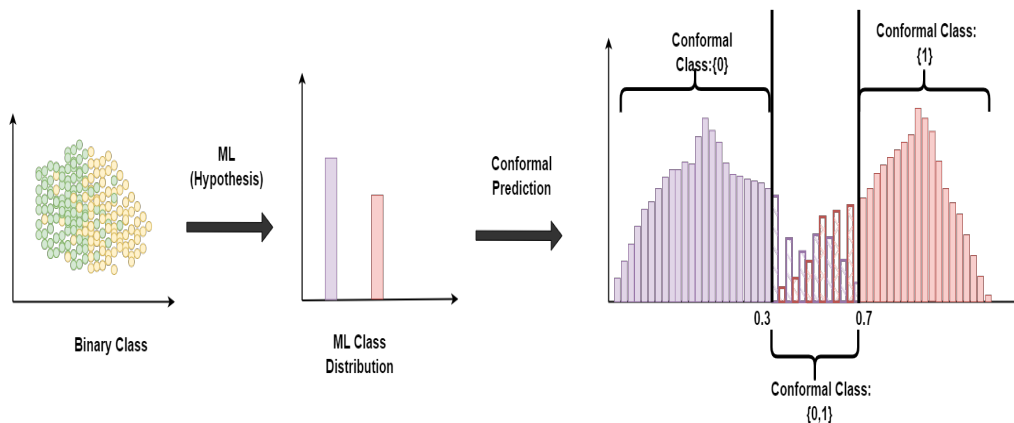 Binary Class
ML
(Hypothesis)
ML Class
Distribution
Conformal
Prediction
Conformal
Class:{0}
Conformal Class:
{1}
0.3
0.7
Conformal Class:
{0,1}